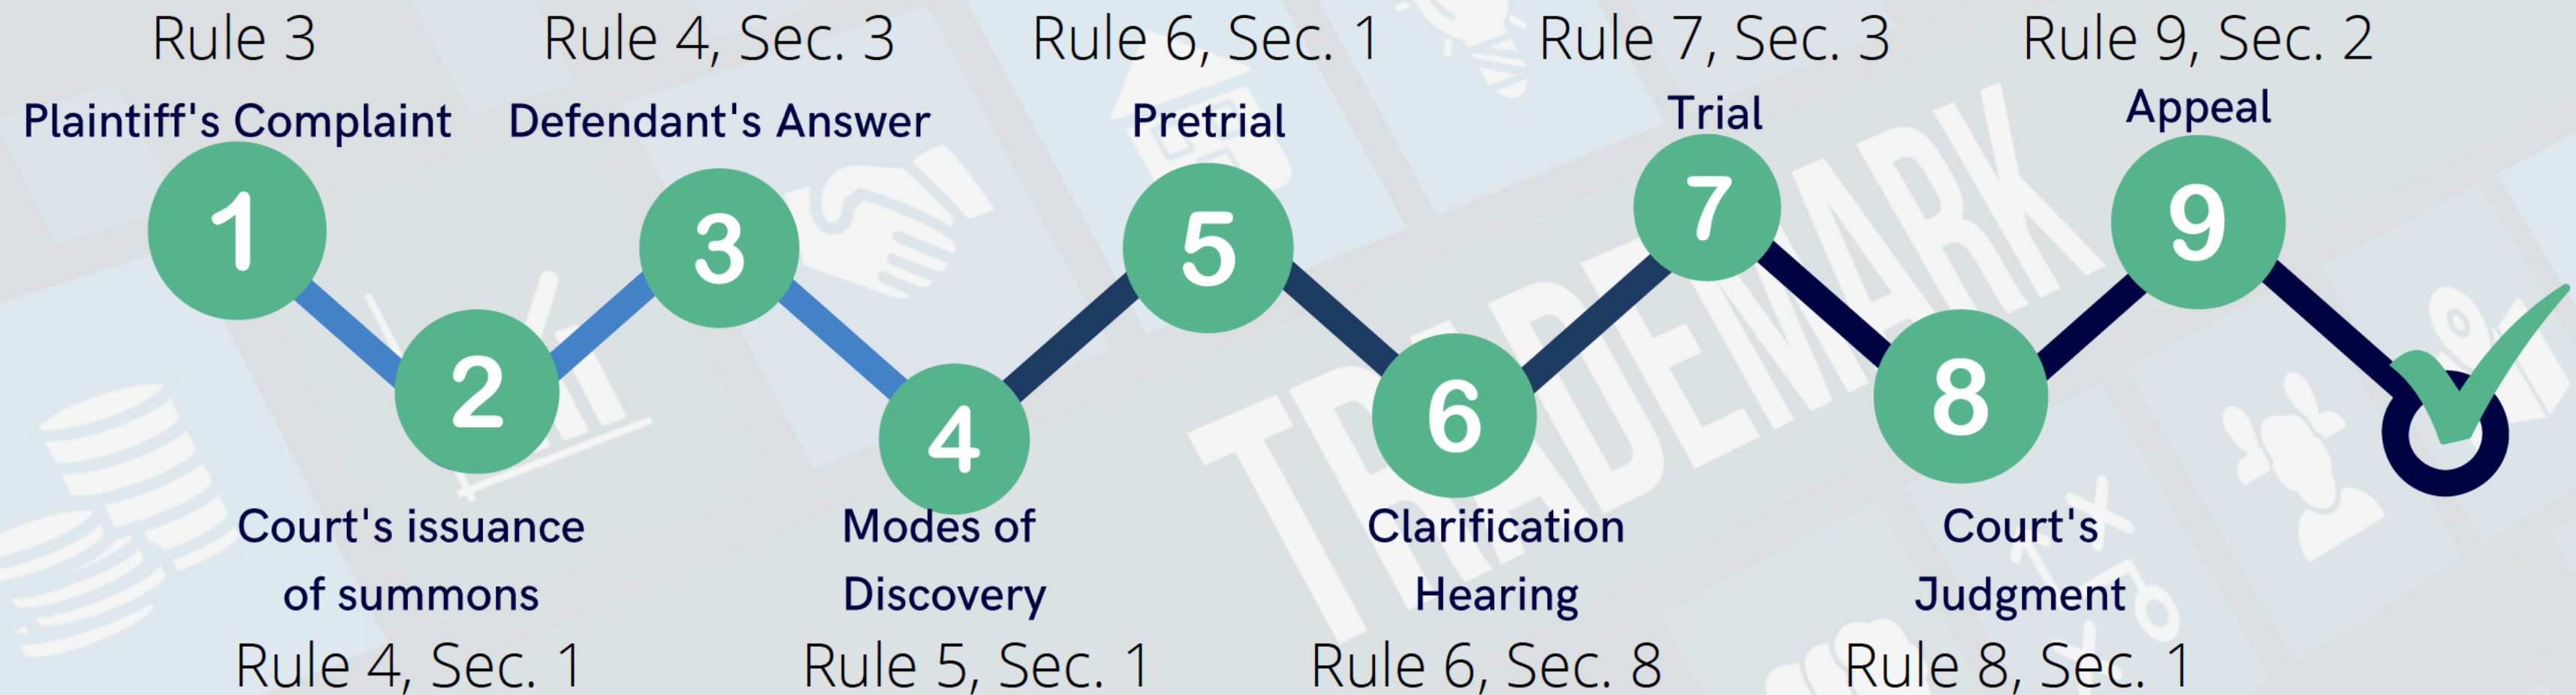 Rule 3
Plaintiff's Complaint
1
2
Court's issuance
of summons
Rule 4, Sec. 1
Rule 4, Sec. 3
Defendant's Answer
3
4
Modes of
Discovery
Rule 5, Sec. 1
Rule 6, Sec. 1
Pretrial
5
6
Clarification
Hearing
Rule 6, Sec. 8
Rule 7, Sec. 3
Trial
7
8
Court's
Judgment
Rule 8, Sec. 1
Rule 9, Sec. 2
Appeal
9
TRADEMARK